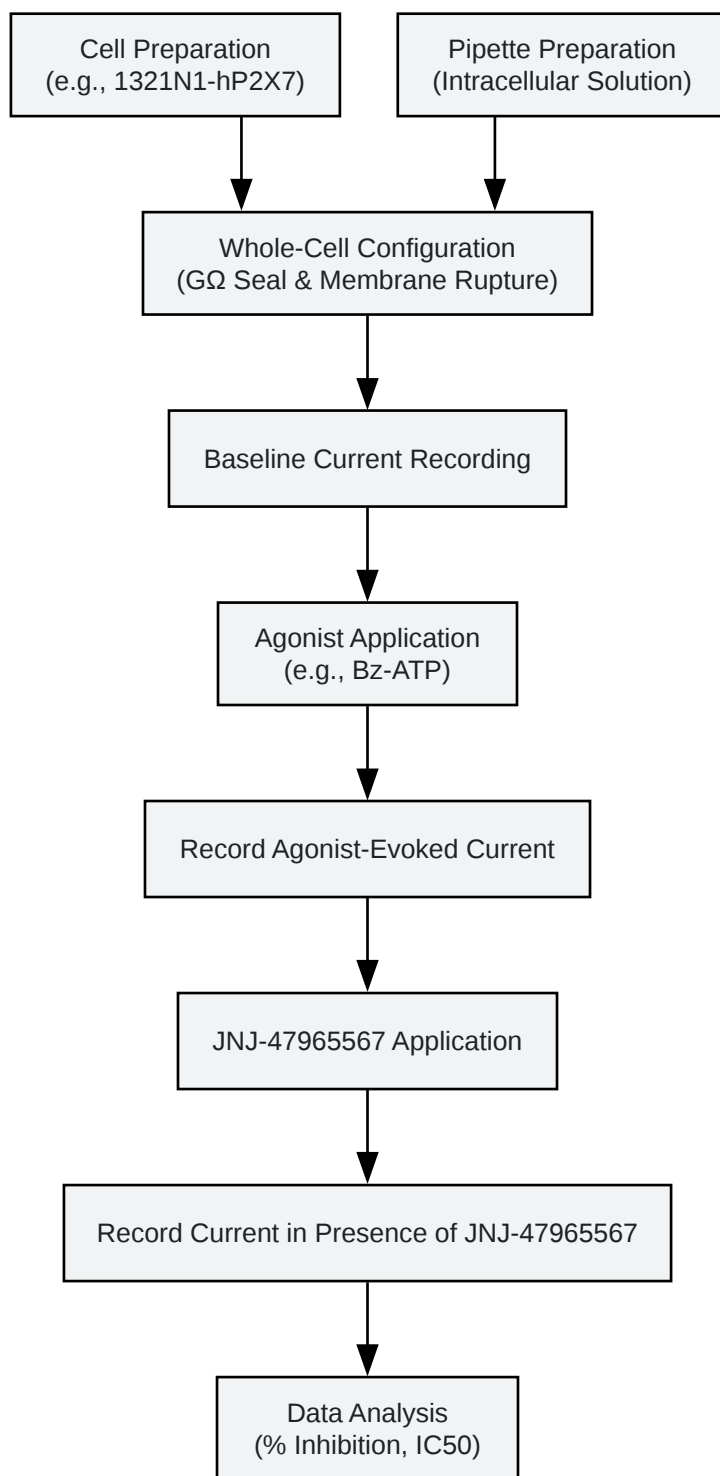 Cell Preparation
(e.g., 1321N1-hP2X7)
Pipette Preparation
(Intracellular Solution)
Whole-Cell Configuration
(GΩ Seal & Membrane Rupture)
Baseline Current Recording
Agonist Application
(e.g., Bz-ATP)
Record Agonist-Evoked Current
JNJ-47965567 Application
Record Current in Presence of JNJ-47965567
Data Analysis
(% Inhibition, IC50)